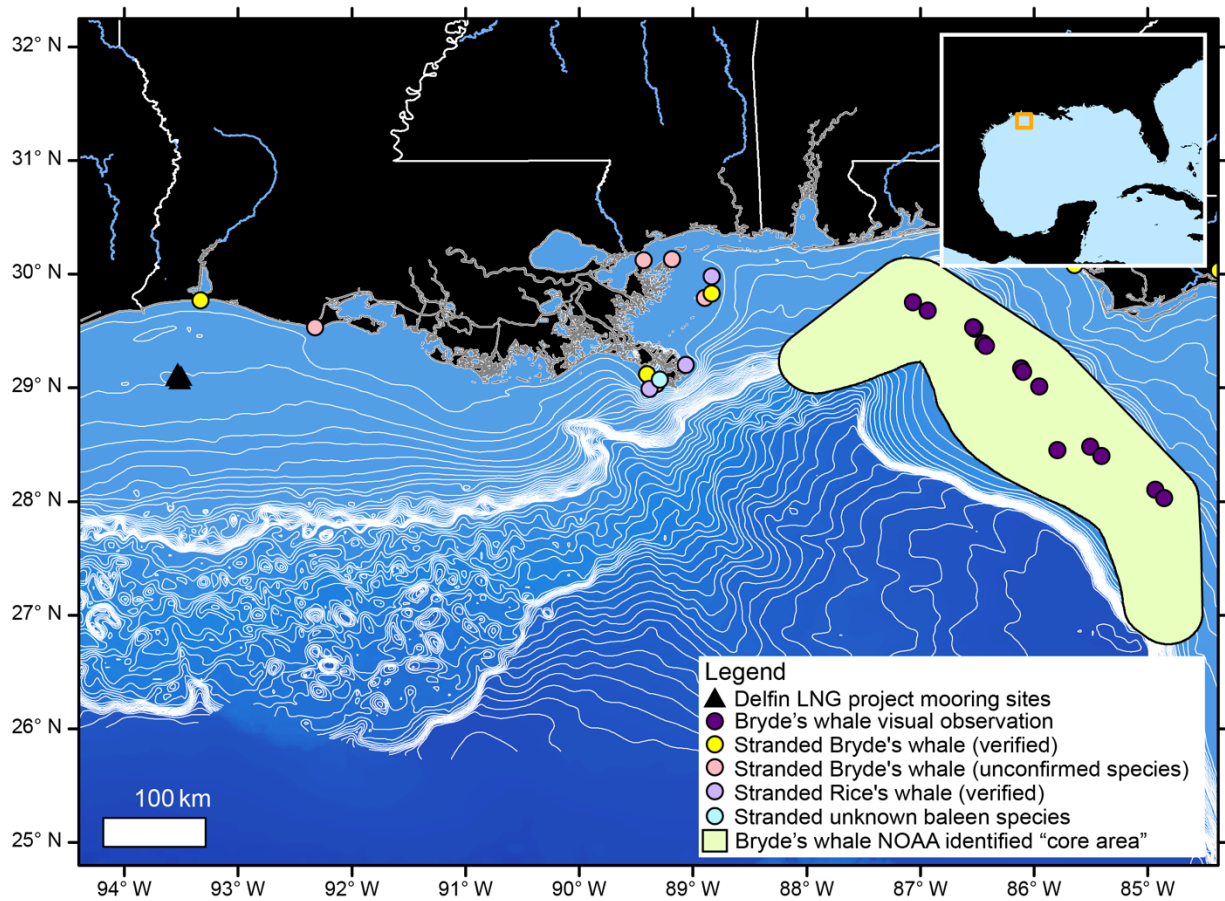 32° N
31° N
30° N
29° N
28° N
27° N
26° N
25° N
Legend
Delfin LNG project mooring sites
Bryde’s whale visual observation
Stranded Bryde's whale (verified)
Stranded Bryde's whale (unconfirmed species)
Stranded Rice's whale (verified)
Stranded unknown baleen species
Bryde’s whale NOAA identified “core area”
100 km
94° W 93° W 92° W 91° W 90° W 89° W 88° W 87° W 86° W 85° W